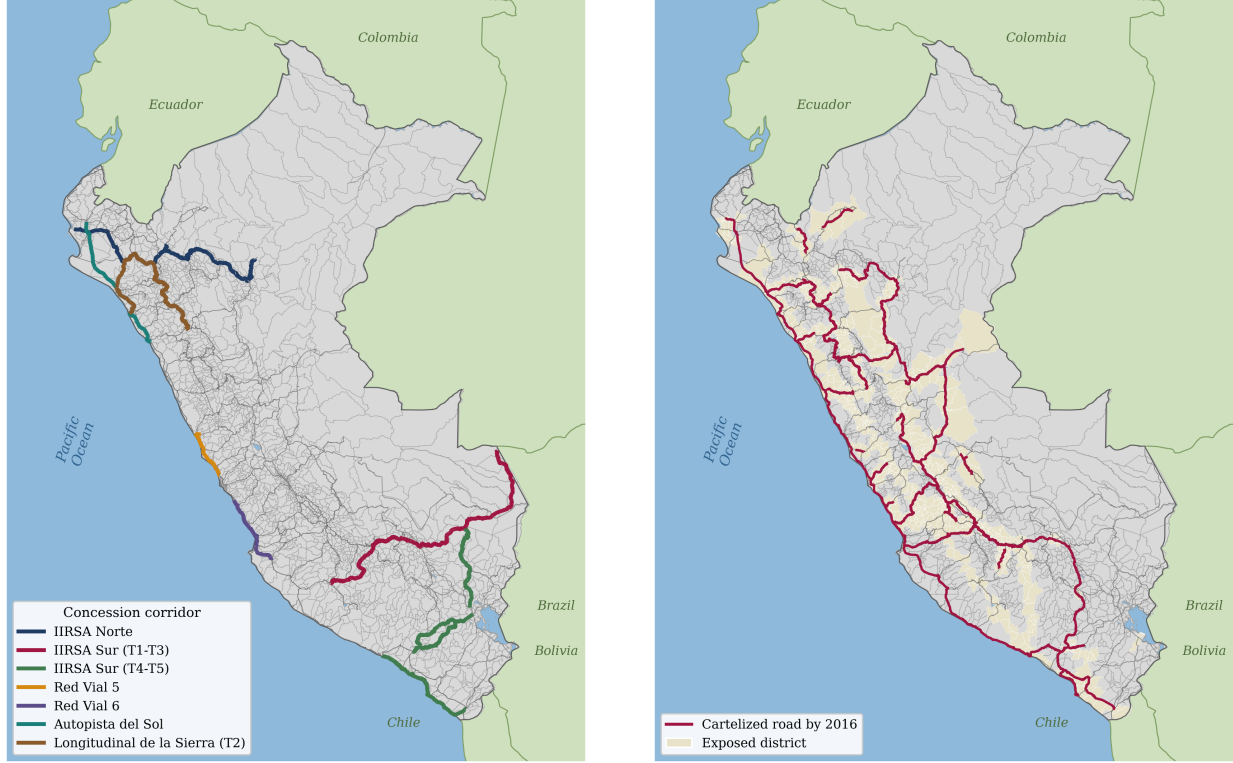 Colombia
Ecuador
Pacific
Ocean
Brazil
Bolivia
Chile
Concession corridor
IIRSA Norte
IIRSA Sur (T1-T3)
IIRSA Sur (T4-T5)
Red Vial 5
Red Vial 6
Autopista del Sol
Longitudinal de la Sierra (T2)
Colombia
Ecuador
Pacific
Ocean
Brazil
Bolivia
Chile
Cartelized road by 2016
Exposed district